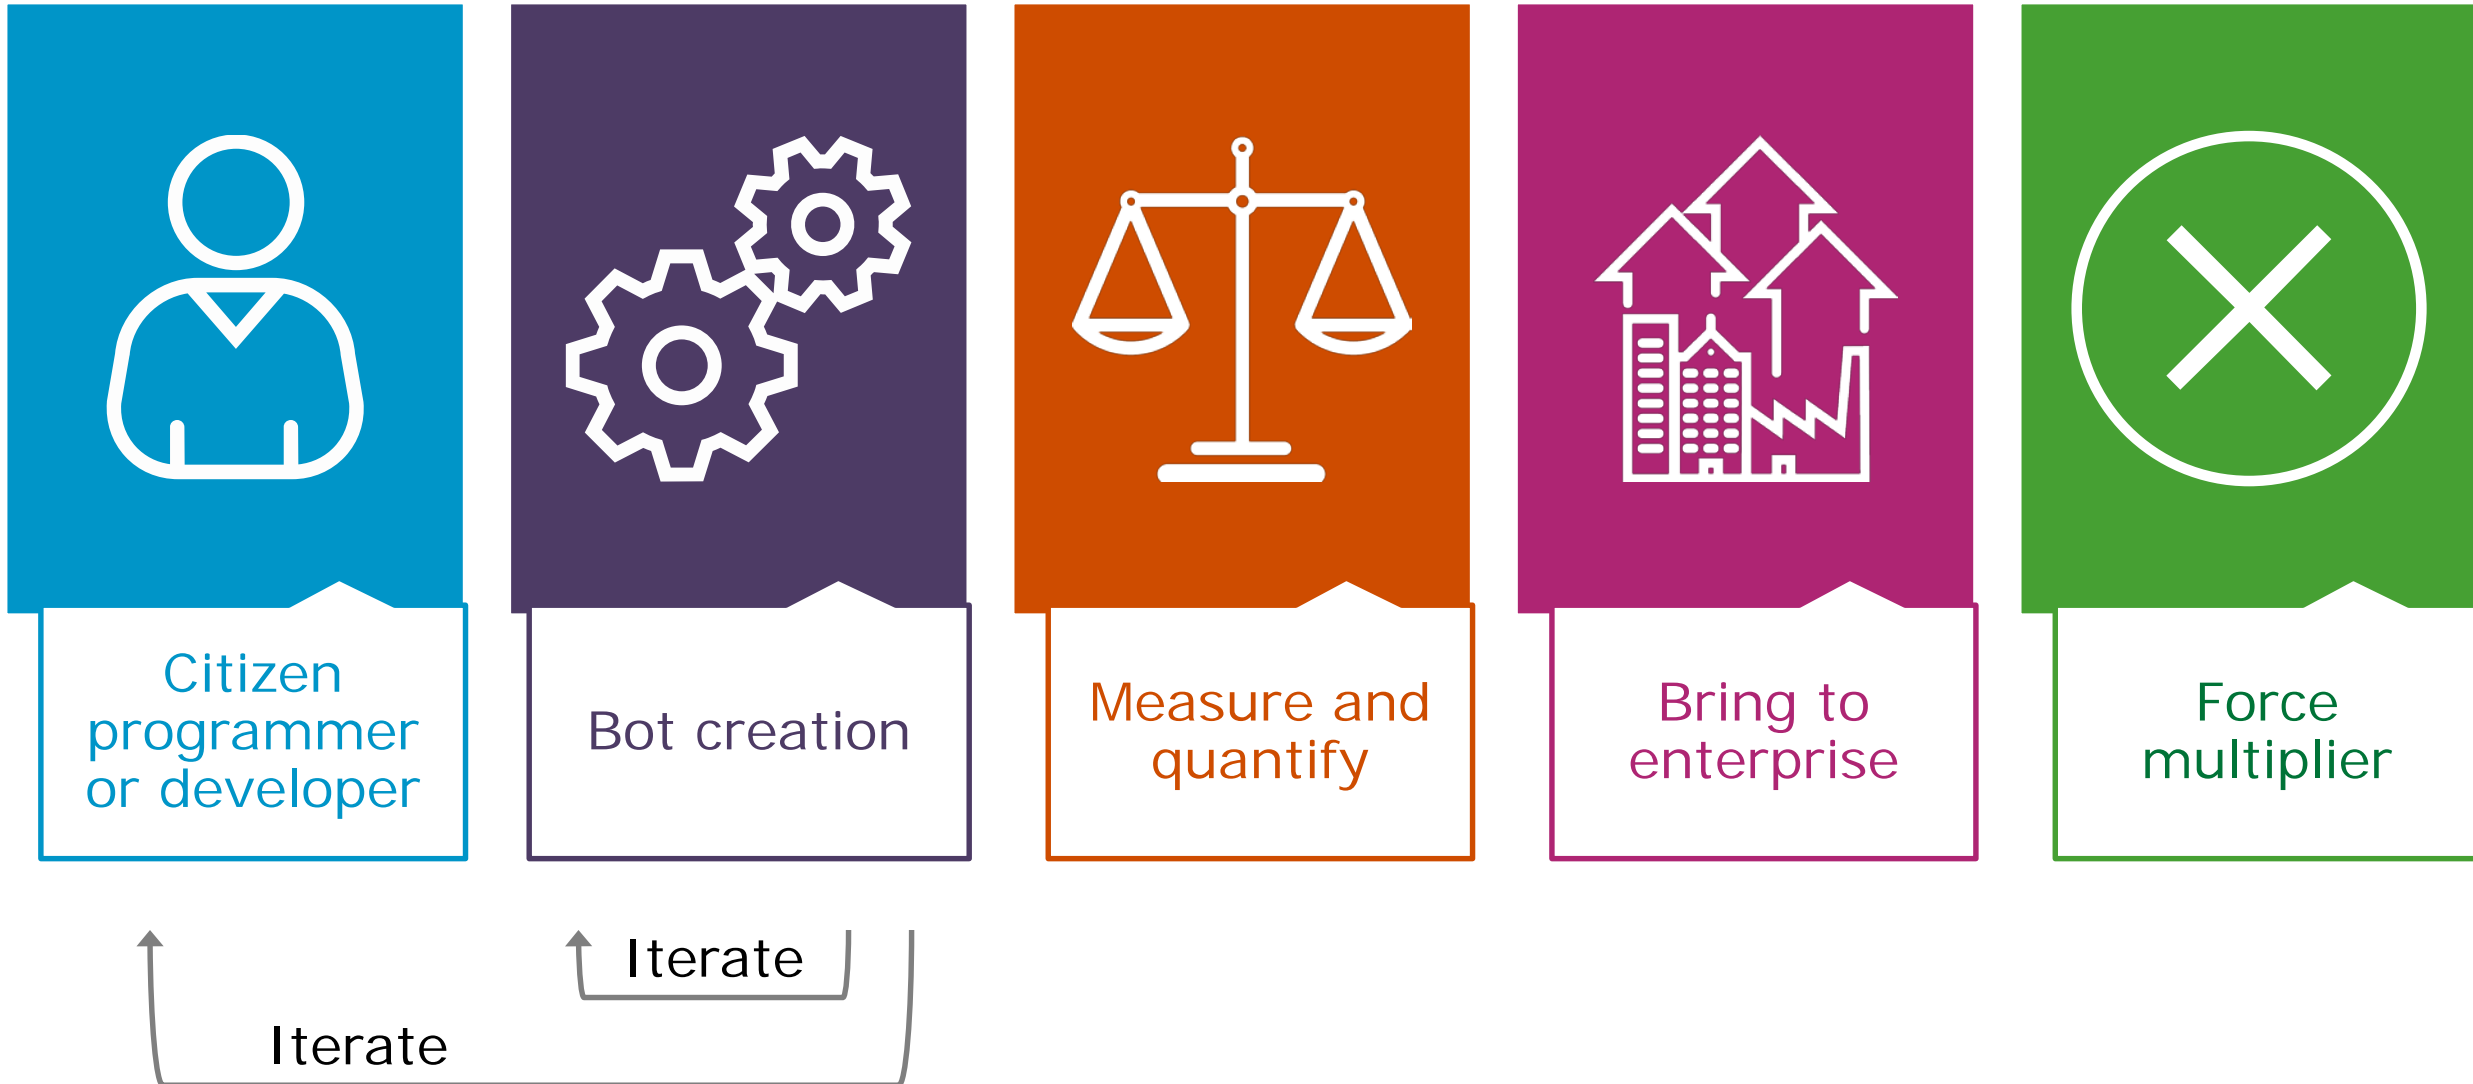 Citizen
programmer
or developer
Bot creation
Measure and
quantify
Bring to
enterprise
Force
multiplier
Iterate
Iterate